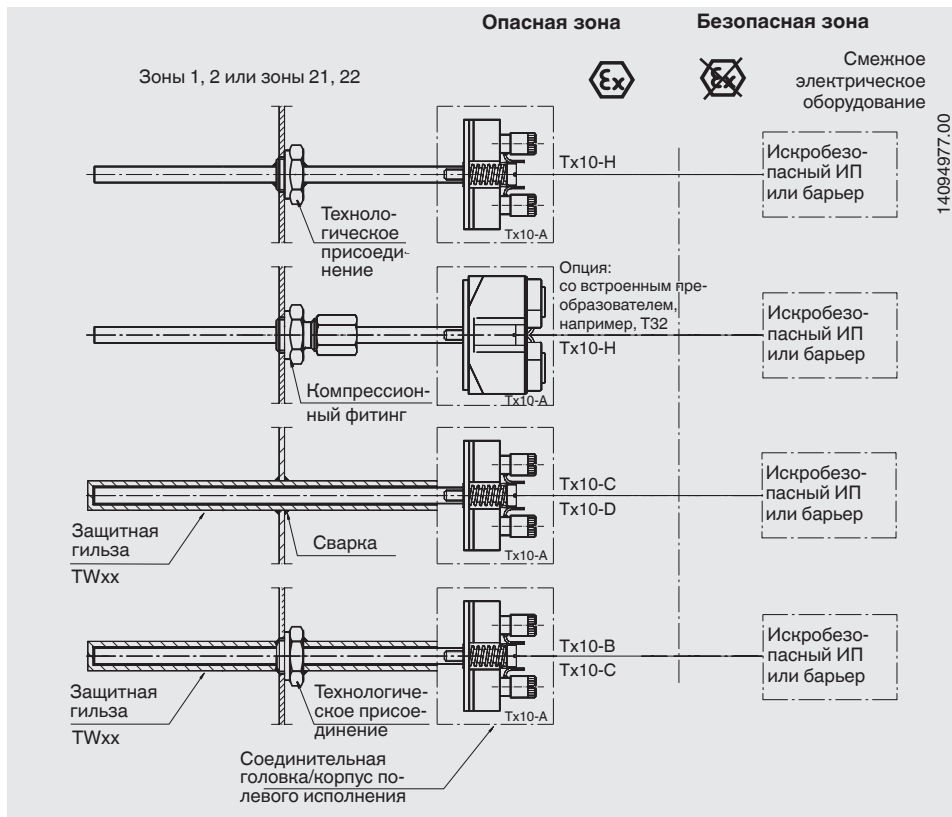 Опасная зона
Безопасная зона
Зоны 1, 2 или зоны 21, 22
Ex
Ex
Смежное
электрическое
оборудование
14094977.00
Tx10-H
Искробезо-
пасный ИП
или барьер
Техноло-
гическое
присоеди-
нение
Tx10-A
Опция:
со встроенным пре-
образователем,
например, T32
Tx10-H
Искробезо-
пасный ИП
или барьер
Компрессион-
ный фитинг
Tx10-A
Tx10-C
Tx10-D
Искробезо-
пасный ИП
или барьер
Защитная
гильза
TWxx
Сварка
Tx10-A
Tx10-B
Tx10-C
Искробезо-
пасный ИП
или барьер
Защитная
гильза
TWxx
Технологиче-
ское присое-
динение
Tx10-A
Соединительная
головка/корпус по-
левого исполнения